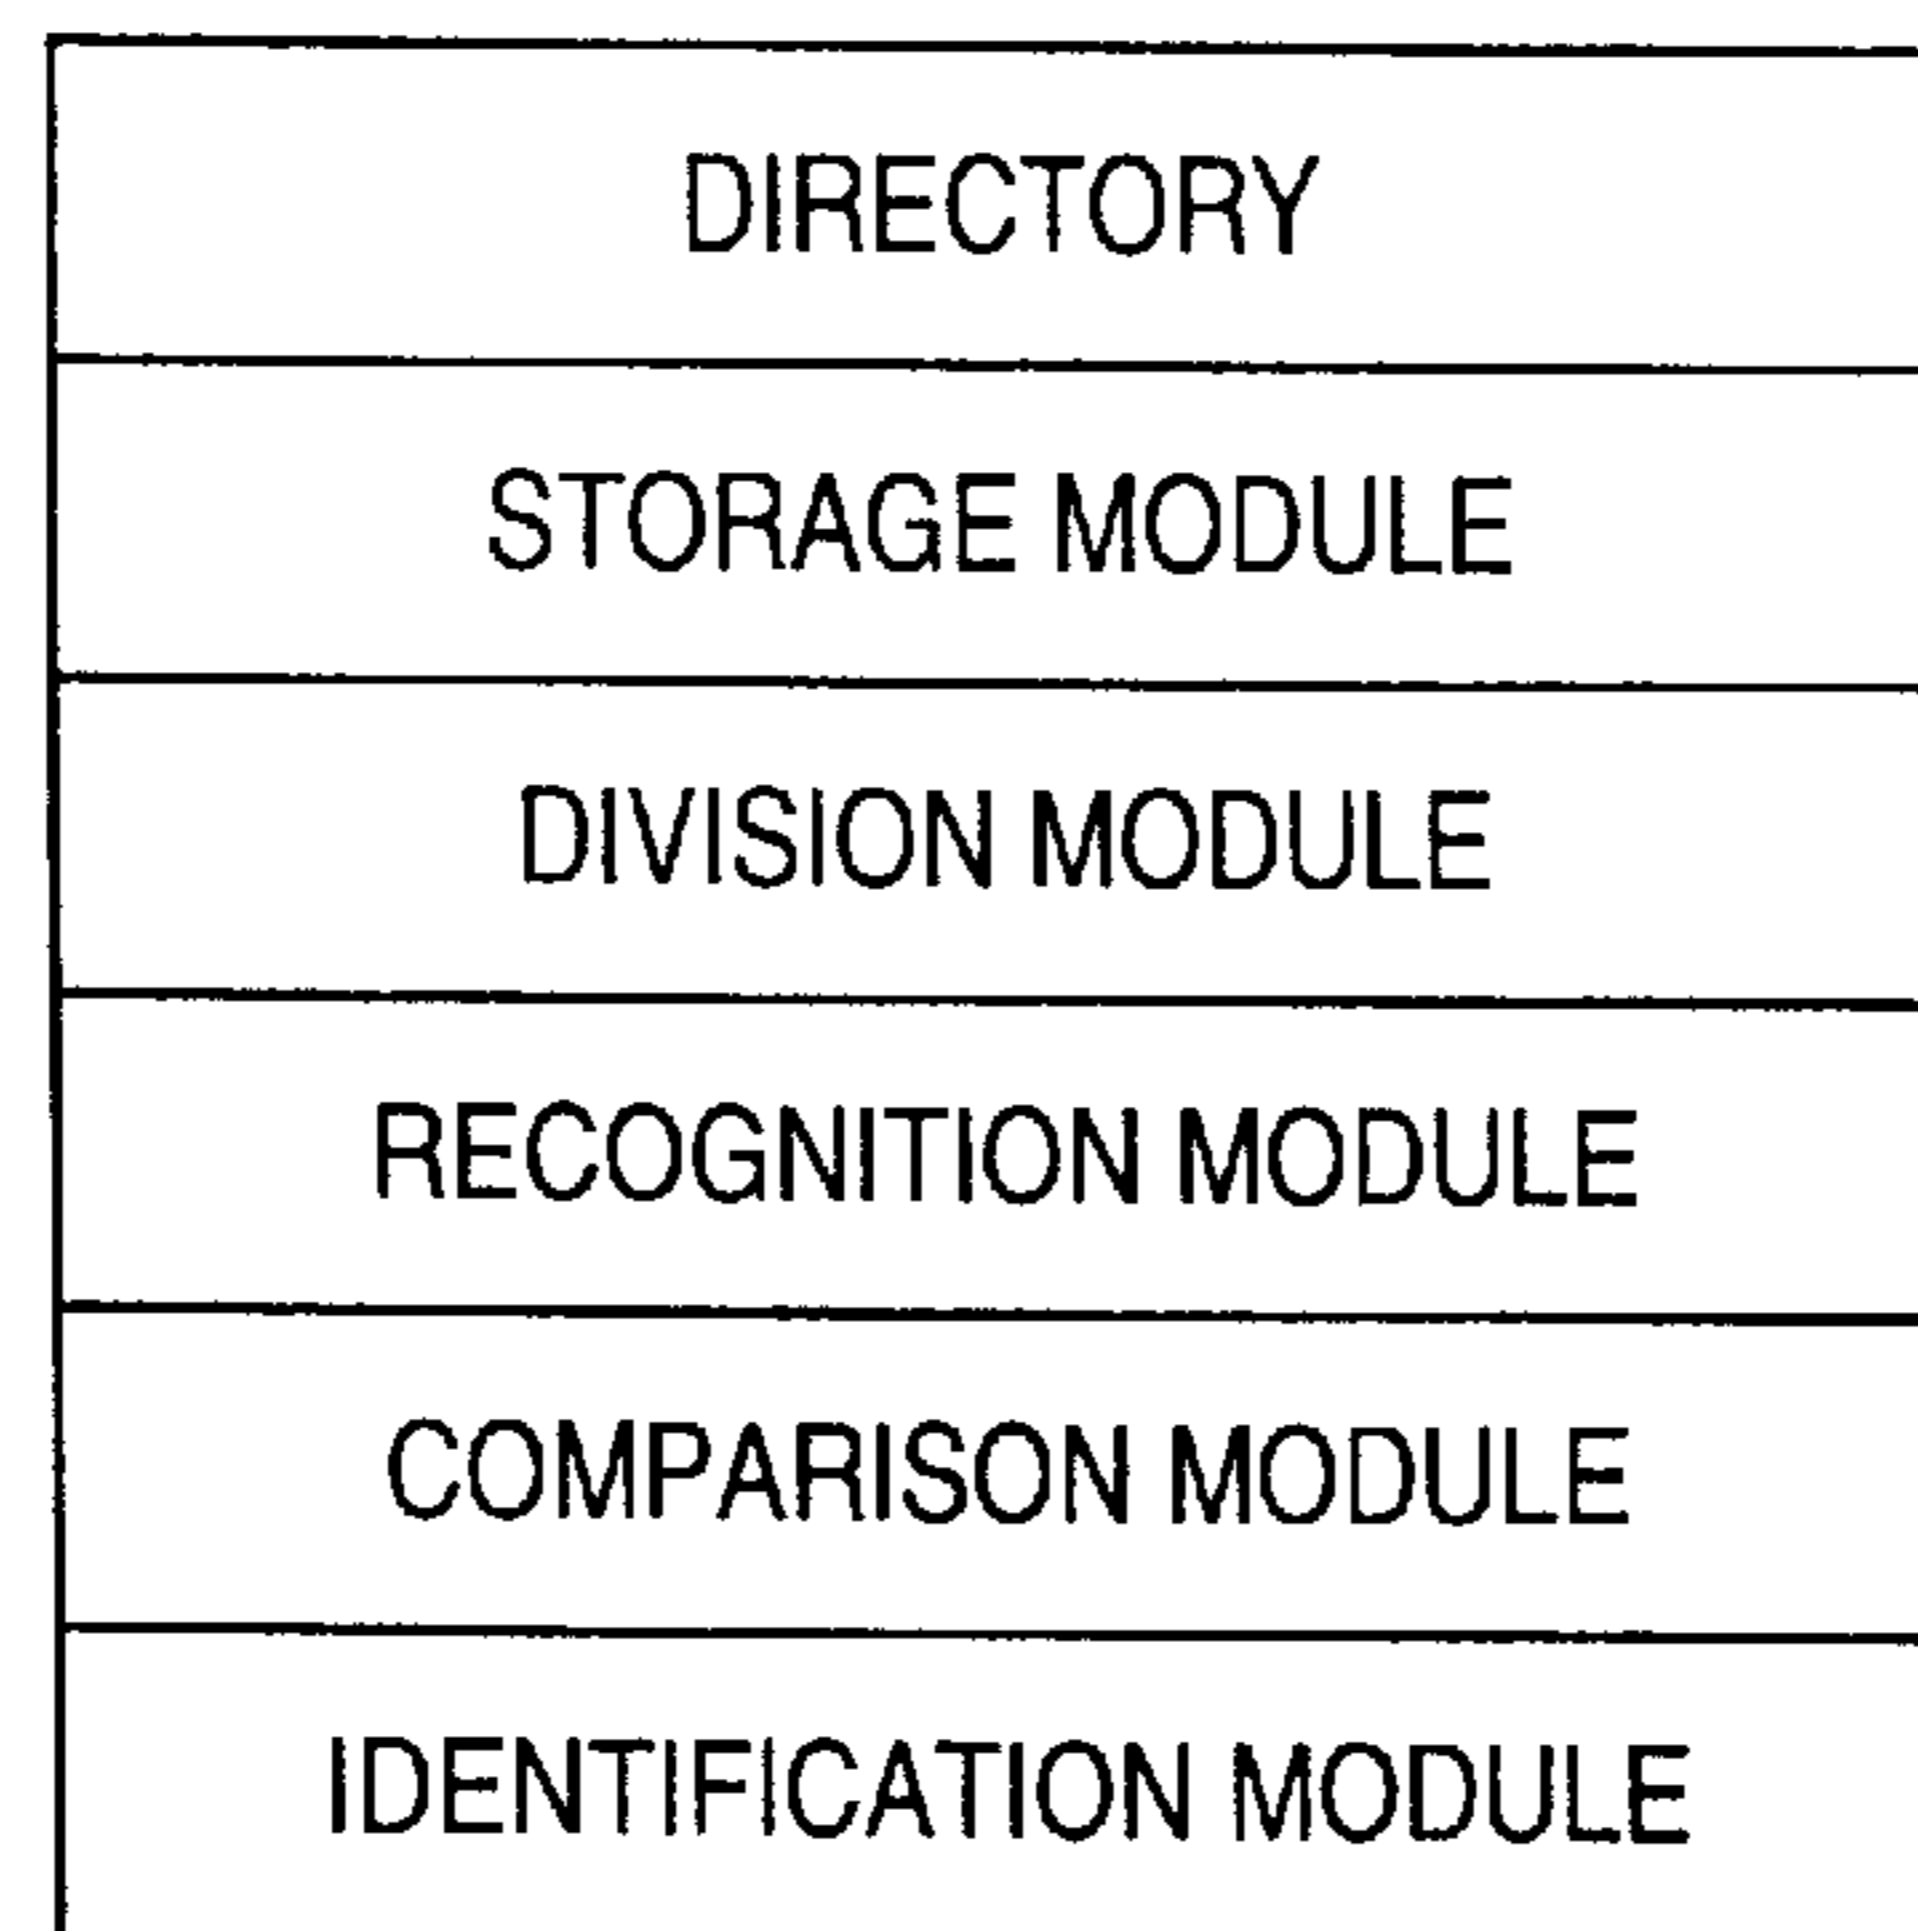 DIRECTORY
STORAGE MODULE
DIVISION MODULE
RECOGNITION MODULE
COMPARISON MODULE
IDENTIFICATION MODULE